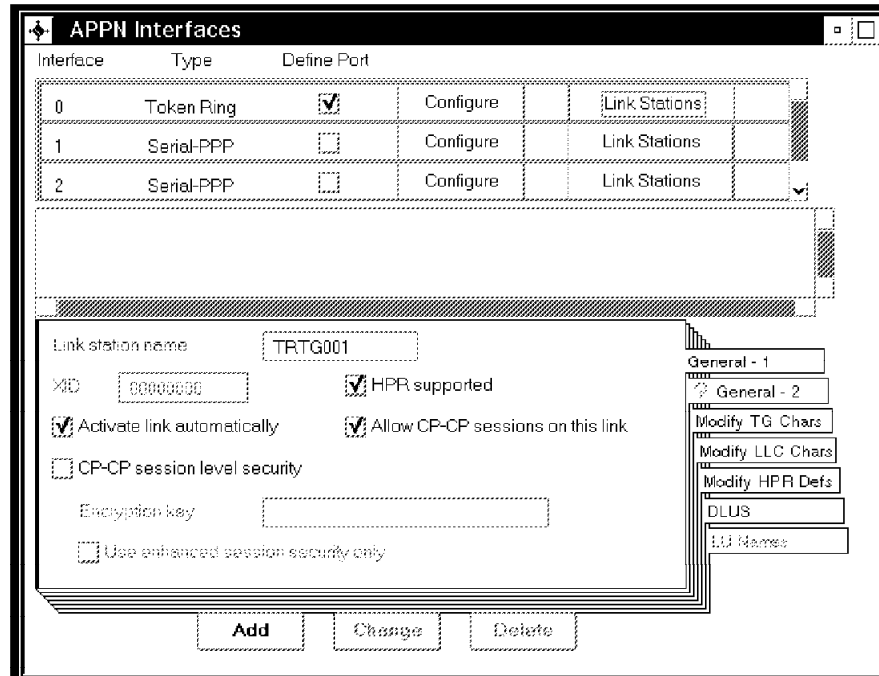 APPN Interfaces
Interface Type Define Port
0 Token Ring Configure Link Stations
1 Serial-PPP Configure Link Stations
2 Serial-PPP Configure Link Stations
Link station name TRTG001
XID 00000000 HPR supported
Activate link automatically Allow CP-CP sessions on this link
CP-CP session level security
Encryption key
Use enhanced session security only
General - 1
? General - 2
Modify TG Chars
Modify LLC Chars
Modify HPR Defs
DLUS
LU Names
Add Change Delete